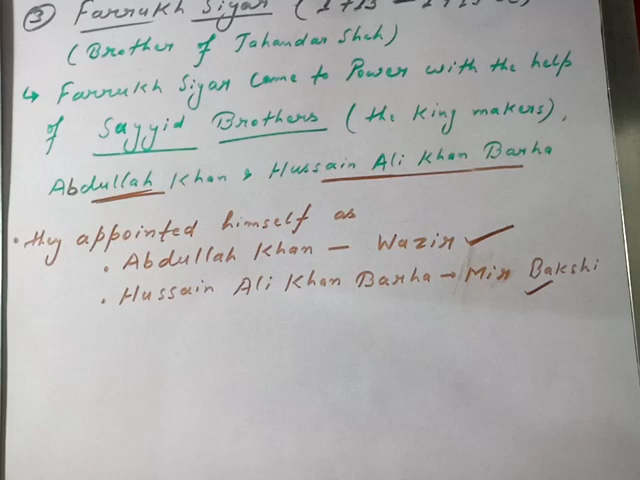 ③ Farrukh Siyar (1713 - 1719
(Brother of Jahandar Shah)
↳ Farrukh Siyar came to Power with the help
of Sayyid Brothers (the King makers),
Abdullah Khan & Hussain Ali Khan Barha
• they appointed himself as
• Abdullah Khan — Wazir ✓
• Hussain Ali Khan Barha → Mir Bakshi